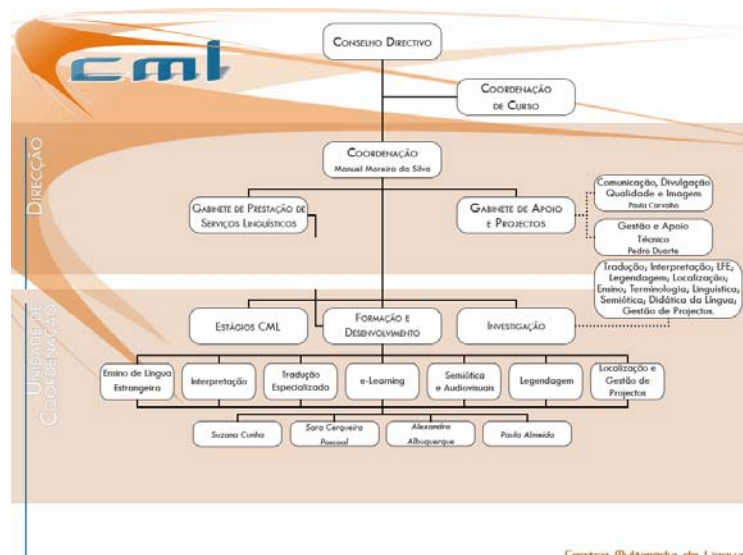 cml
CONSELHO DIRECTIVO
COORDENAÇÃO
DE CURSO
DIRECÇÃO
COORDENAÇÃO
Manuel Moreira da Silva
GABINETE DE PRESTAÇÃO DE
SERVIÇOS LINGUÍSTICOS
GABINETE DE APOIO
E PROJECTOS
Comunicação, Divulgação
Qualidade e Imagem
Paula Carvalho
Gestão e Apoio
Técnico
Pedro Duarte
Tradução; Interpretação; LFE;
Legendagem; Localização;
Ensino; Terminologia; Linguística;
Semiótica; Didática da Língua;
Gestão de Projectos.
UNIDADE DE
COORDENAÇÃO
ESTÁGIOS CML
FORMAÇÃO E
DESENVOLVIMENTO
INVESTIGAÇÃO
Ensino de Língua
Estrangeira
Interpretação
Tradução
Especializada
e-Learning
Semiótica
e Audiovisuais
Legendagem
Localização e
Gestão de
Projectos
Suzana Cunha
Sara Cerqueira
Pascoal
Alexandra
Albuquerque
Paula Almeida